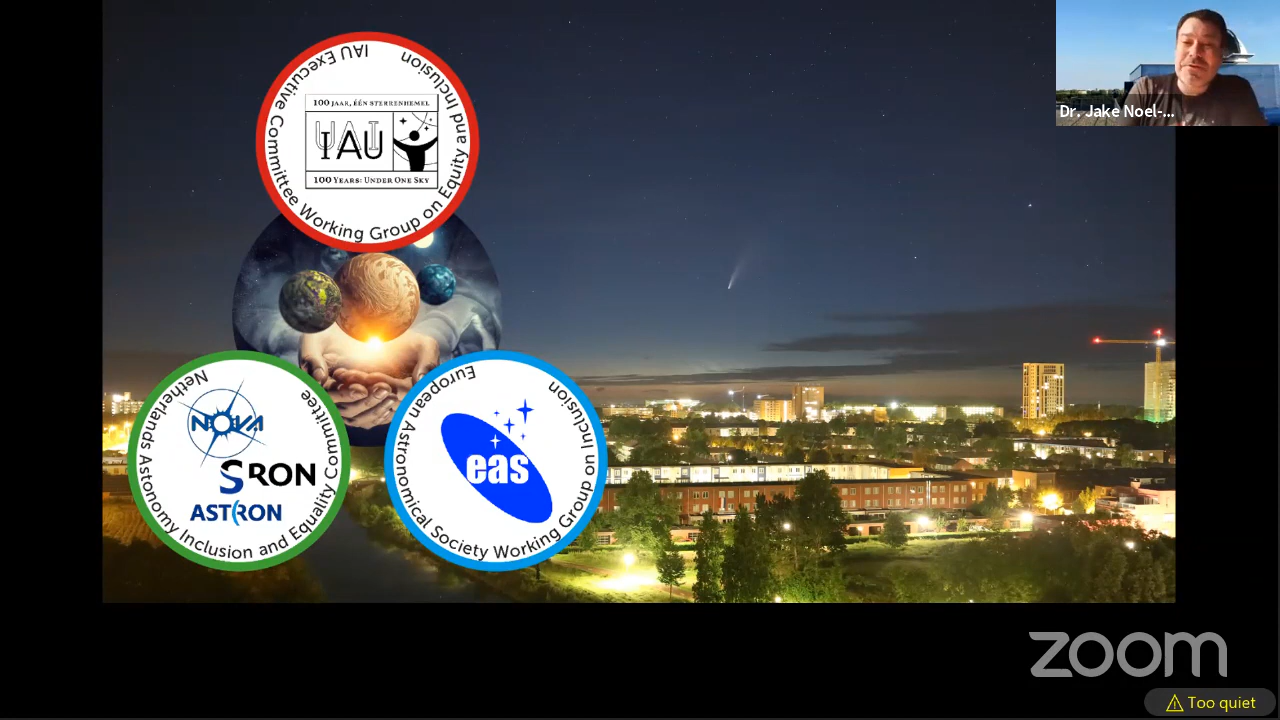 IAU Executive Committee Working Group on Equity and Inclusion
100 JAAR, ÉÉN STERRENHEMEL
IAU
100 YEARS: UNDER ONE SKY
Dr. Jake Noel-...
Netherlands Astonomy Inclusion and Equality Committee
NOVA
SRON
ASTRON
European Astronomical Society Working Group on Inclusion
eas
zoom
Too quiet